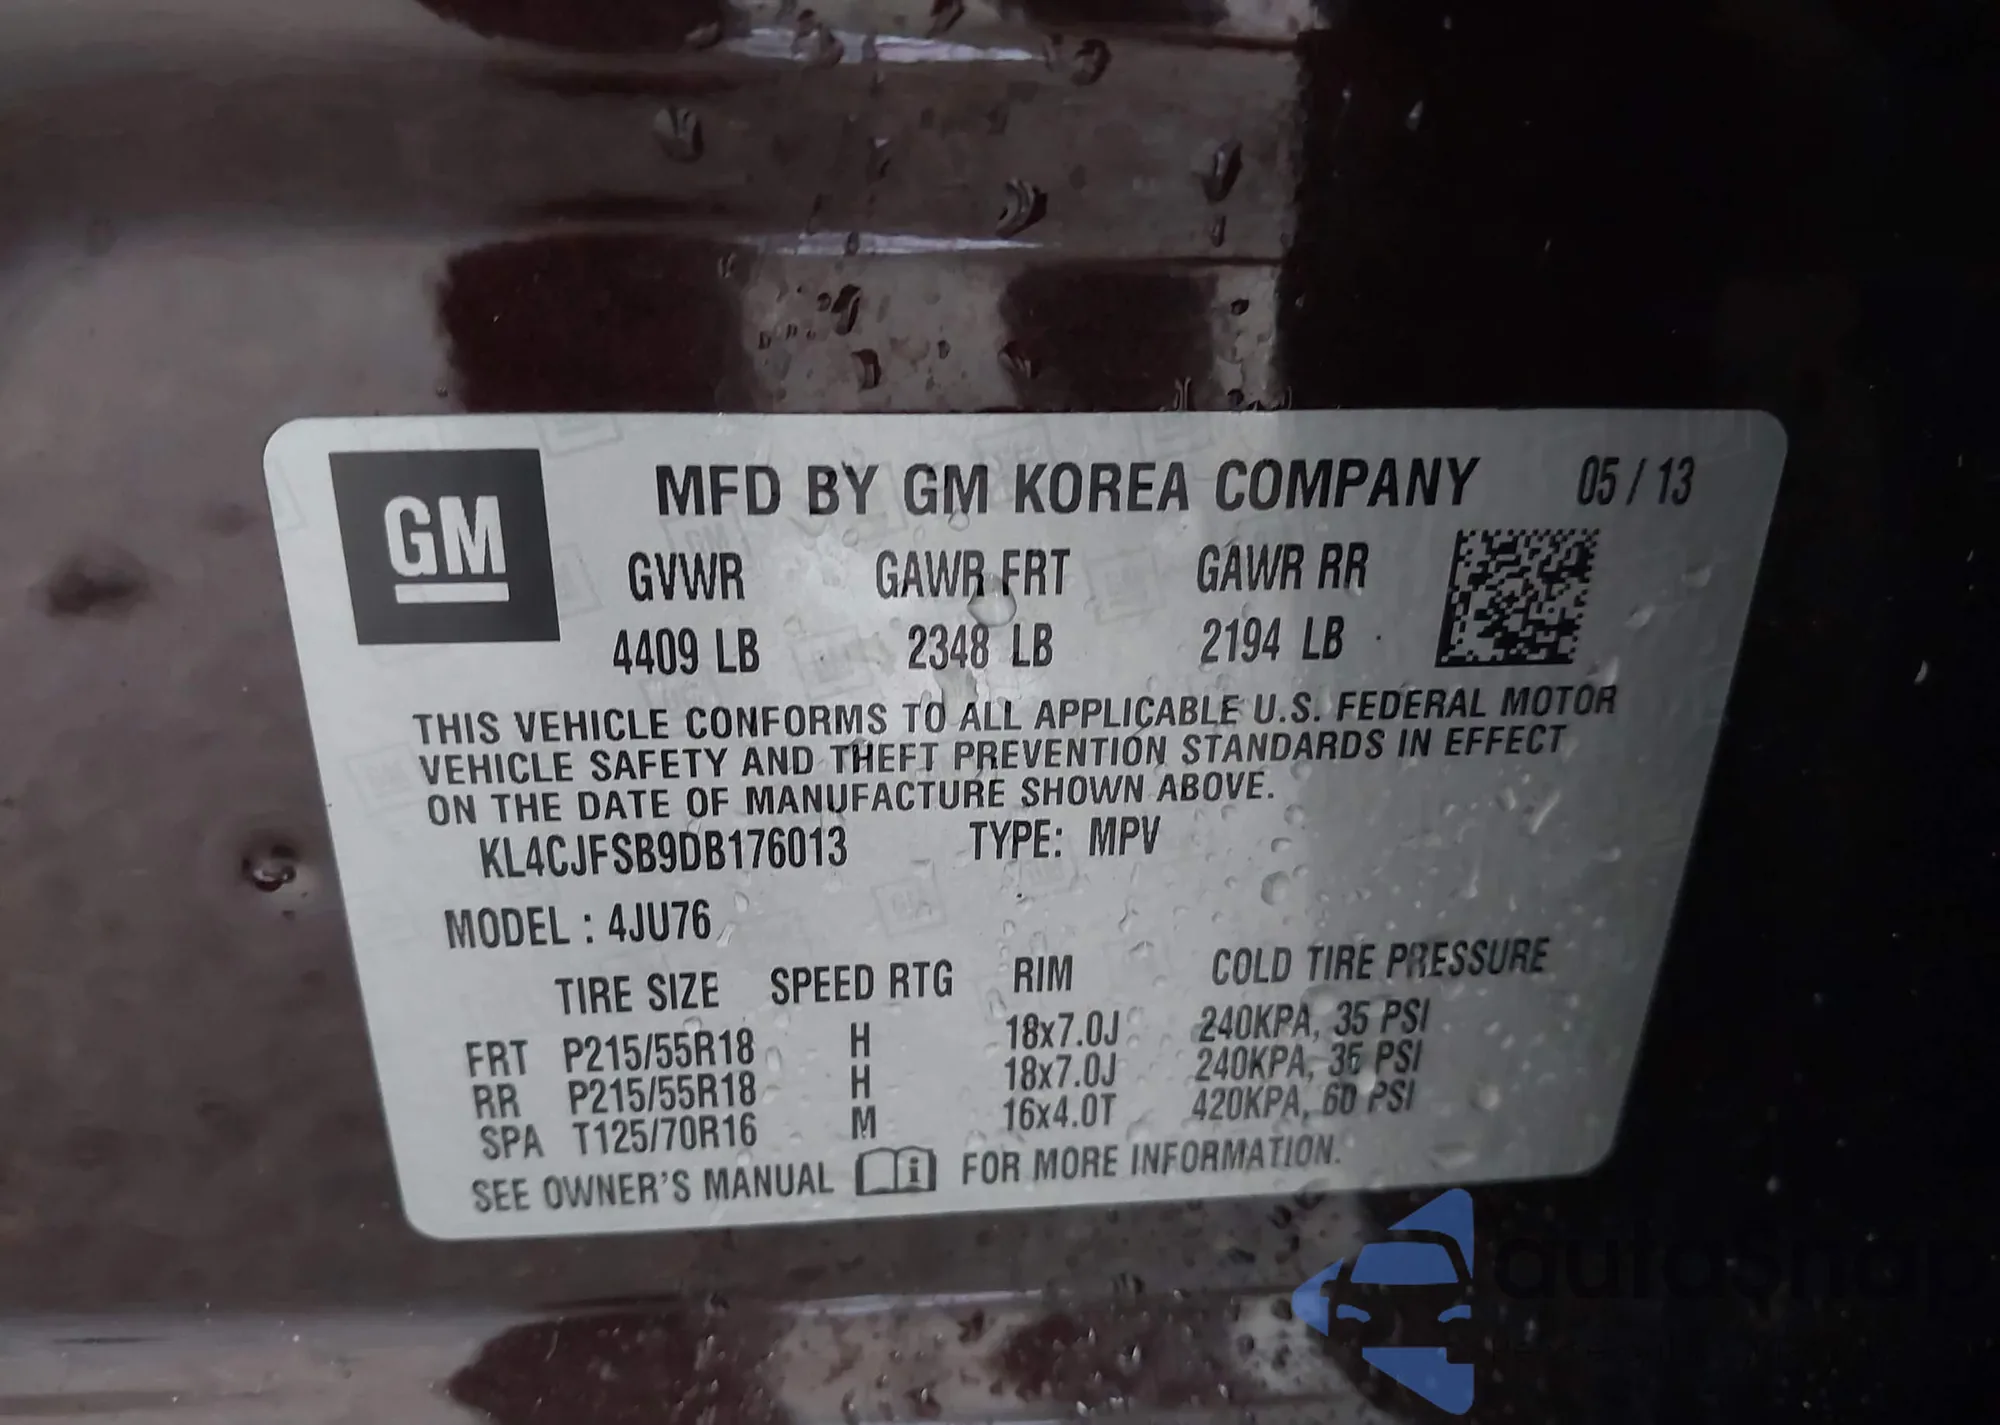 GM
MFD BY GM KOREA COMPANY 05 / 13
GVWR GAWR FRT GAWR RR
4409 LB 2348 LB 2194 LB
THIS VEHICLE CONFORMS TO ALL APPLICABLE U.S. FEDERAL MOTOR
VEHICLE SAFETY AND THEFT PREVENTION STANDARDS IN EFFECT
ON THE DATE OF MANUFACTURE SHOWN ABOVE.
KL4CJFSB9DB176013 TYPE: MPV
MODEL : 4JU76
TIRE SIZE SPEED RTG RIM COLD TIRE PRESSURE
FRT P215/55R18 H 18x7.0J 240KPA, 35 PSI
RR P215/55R18 H 18x7.0J 240KPA, 35 PSI
SPA T125/70R16 M 16x4.0T 420KPA, 60 PSI
SEE OWNER'S MANUAL i FOR MORE INFORMATION.
autoshop